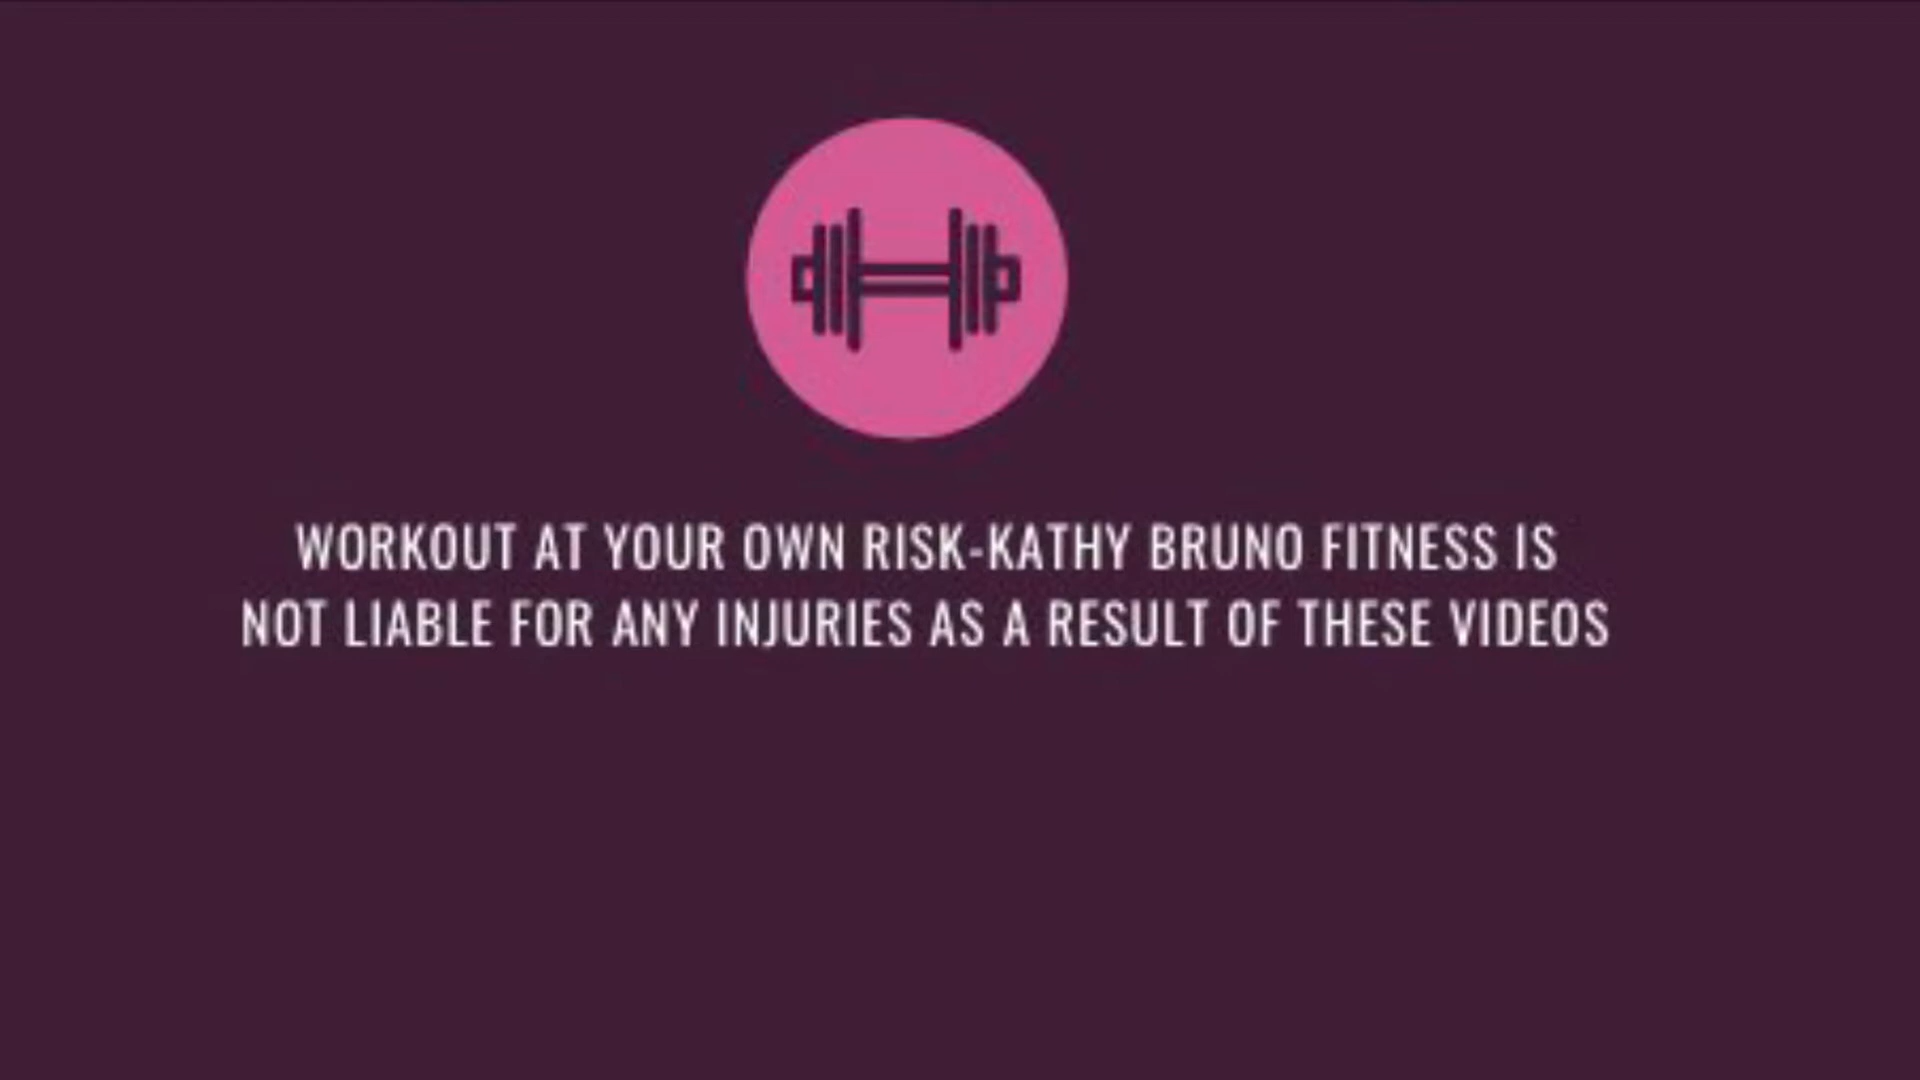 WORKOUT AT YOUR OWN RISK-KATHY BRUNO FITNESS IS
NOT LIABLE FOR ANY INJURIES AS A RESULT OF THESE VIDEOS